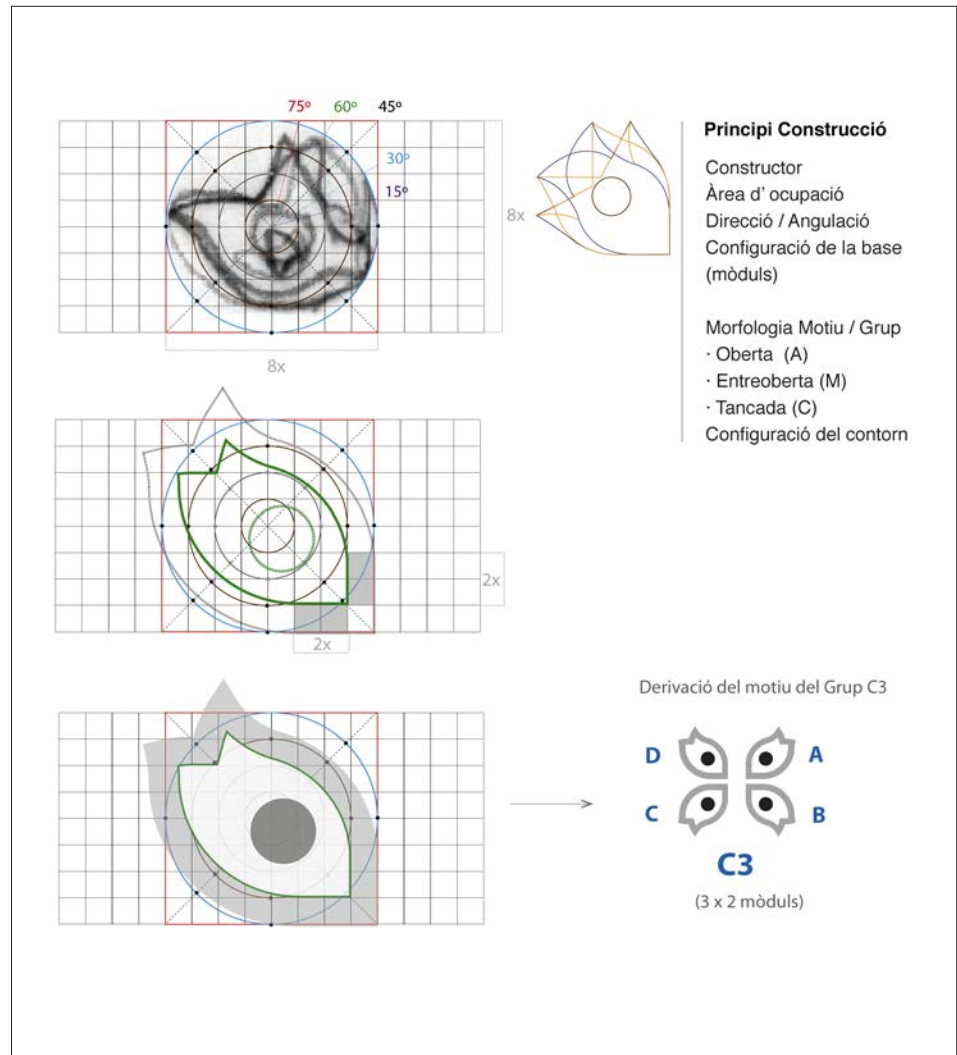 75º 60º 45º
30º
15º
8x
8x
Principi Construcció
Constructor
Àrea d' ocupació
Direcció / Angulació
Configuració de la base
(mòduls)
Morfologia Motiu / Grup
· Oberta (A)
· Entreoberta (M)
· Tancada (C)
Configuració del contorn
2x
2x
Derivació del motiu del Grup C3
D A
C B
C3
(3 x 2 mòduls)